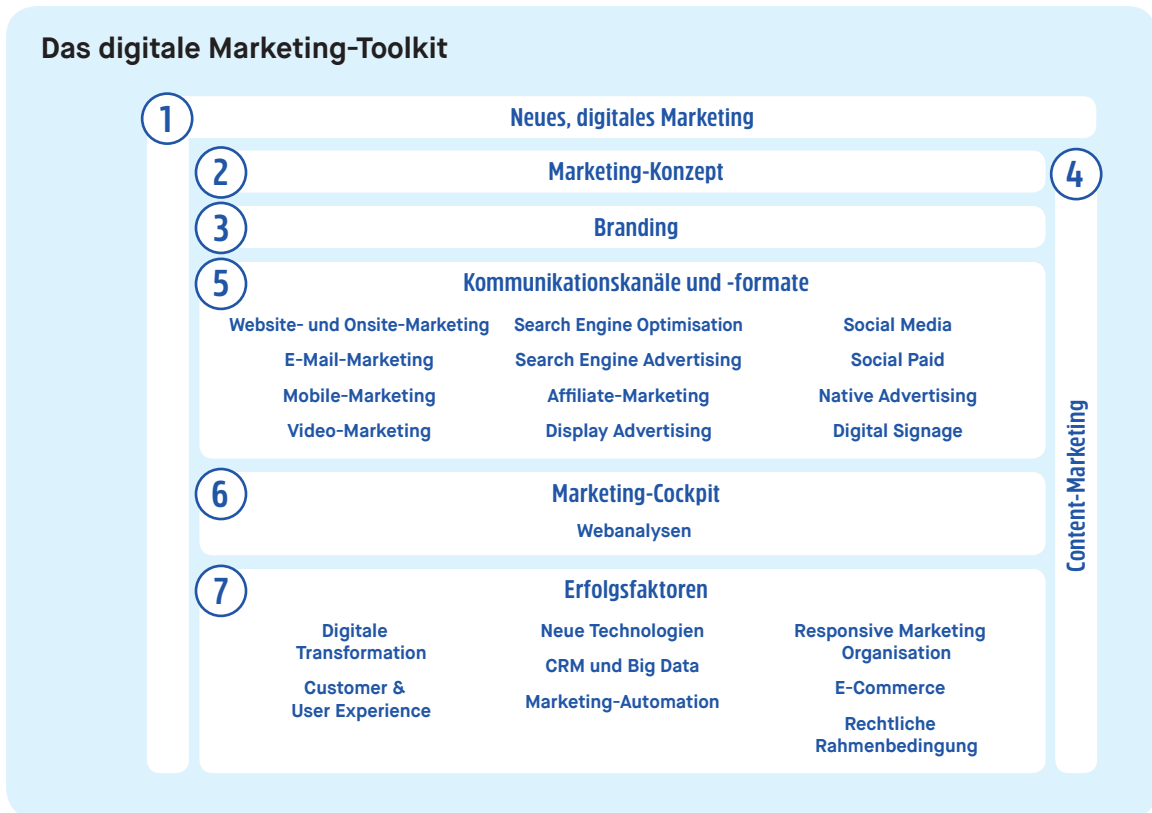 Das digitale Marketing-Toolkit
1
Neues, digitales Marketing
2
Marketing-Konzept
3
Branding
4
Content-Marketing
5
Kommunikationskanäle und -formate
Website- und Onsite-Marketing
E-Mail-Marketing
Mobile-Marketing
Video-Marketing
Search Engine Optimisation
Search Engine Advertising
Affiliate-Marketing
Display Advertising
Social Media
Social Paid
Native Advertising
Digital Signage
6
Marketing-Cockpit
Webanalysen
7
Erfolgsfaktoren
Digitale
Transformation
Customer &
User Experience
Neue Technologien
CRM und Big Data
Marketing-Automation
Responsive Marketing
Organisation
E-Commerce
Rechtliche
Rahmenbedingung